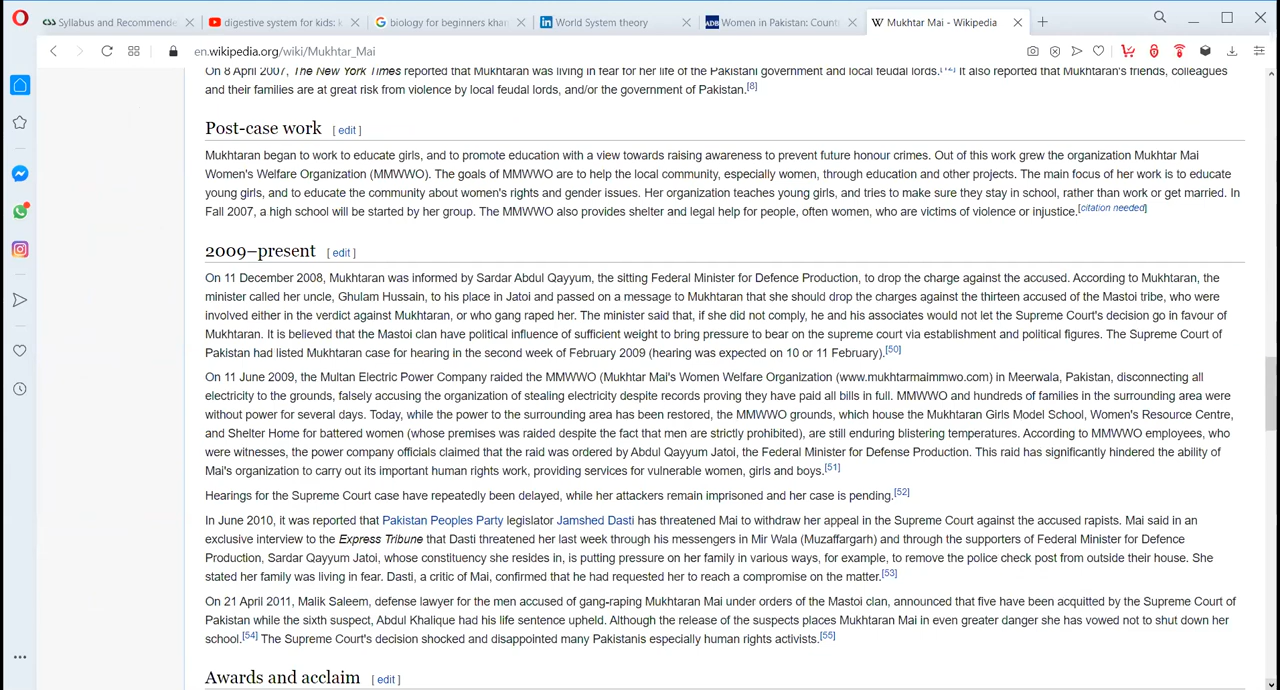 Syllabus and Recommende
digestive system for kids: k
biology for beginners khan
World System theory
Women in Pakistan: Count
Mukhtar Mai - Wikipedia
en.wikipedia.org/wiki/Mukhtar_Mai
On 8 April 2007, The New York Times reported that Mukhtaran was living in fear for her life of the Pakistani government and local feudal lords.[12] It also reported that Mukhtaran's friends, colleagues
and their families are at great risk from violence by local feudal lords, and/or the government of Pakistan.[8]
Post-case work [ edit ]
Mukhtaran began to work to educate girls, and to promote education with a view towards raising awareness to prevent future honour crimes. Out of this work grew the organization Mukhtar Mai
Women's Welfare Organization (MMWWO). The goals of MMWWO are to help the local community, especially women, through education and other projects. The main focus of her work is to educate
young girls, and to educate the community about women's rights and gender issues. Her organization teaches young girls, and tries to make sure they stay in school, rather than work or get married. In
Fall 2007, a high school will be started by her group. The MMWWO also provides shelter and legal help for people, often women, who are victims of violence or injustice.[citation needed]
2009–present [ edit ]
On 11 December 2008, Mukhtaran was informed by Sardar Abdul Qayyum, the sitting Federal Minister for Defence Production, to drop the charge against the accused. According to Mukhtaran, the
minister called her uncle, Ghulam Hussain, to his place in Jatoi and passed on a message to Mukhtaran that she should drop the charges against the thirteen accused of the Mastoi tribe, who were
involved either in the verdict against Mukhtaran, or who gang raped her. The minister said that, if she did not comply, he and his associates would not let the Supreme Court's decision go in favour of
Mukhtaran. It is believed that the Mastoi clan have political influence of sufficient weight to bring pressure to bear on the supreme court via establishment and political figures. The Supreme Court of
Pakistan had listed Mukhtaran case for hearing in the second week of February 2009 (hearing was expected on 10 or 11 February).[50]
On 11 June 2009, the Multan Electric Power Company raided the MMWWO (Mukhtar Mai's Women Welfare Organization (www.mukhtarmaimmwo.com) in Meerwala, Pakistan, disconnecting all
electricity to the grounds, falsely accusing the organization of stealing electricity despite records proving they have paid all bills in full. MMWWO and hundreds of families in the surrounding area were
without power for several days. Today, while the power to the surrounding area has been restored, the MMWWO grounds, which house the Mukhtaran Girls Model School, Women's Resource Centre,
and Shelter Home for battered women (whose premises was raided despite the fact that men are strictly prohibited), are still enduring blistering temperatures. According to MMWWO employees, who
were witnesses, the power company officials claimed that the raid was ordered by Abdul Qayyum Jatoi, the Federal Minister for Defense Production. This raid has significantly hindered the ability of
Mai's organization to carry out its important human rights work, providing services for vulnerable women, girls and boys.[51]
Hearings for the Supreme Court case have repeatedly been delayed, while her attackers remain imprisoned and her case is pending.[52]
In June 2010, it was reported that Pakistan Peoples Party legislator Jamshed Dasti has threatened Mai to withdraw her appeal in the Supreme Court against the accused rapists. Mai said in an
exclusive interview to the Express Tribune that Dasti threatened her last week through his messengers in Mir Wala (Muzaffargarh) and through the supporters of Federal Minister for Defence
Production, Sardar Qayyum Jatoi, whose constituency she resides in, is putting pressure on her family in various ways, for example, to remove the police check post from outside their house. She
stated her family was living in fear. Dasti, a critic of Mai, confirmed that he had requested her to reach a compromise on the matter.[53]
On 21 April 2011, Malik Saleem, defense lawyer for the men accused of gang-raping Mukhtaran Mai under orders of the Mastoi clan, announced that five have been acquitted by the Supreme Court of
Pakistan while the sixth suspect, Abdul Khalique had his life sentence upheld. Although the release of the suspects places Mukhtaran Mai in even greater danger she has vowed not to shut down her
school.[54] The Supreme Court's decision shocked and disappointed many Pakistanis especially human rights activists.[55]
Awards and acclaim [ edit ]